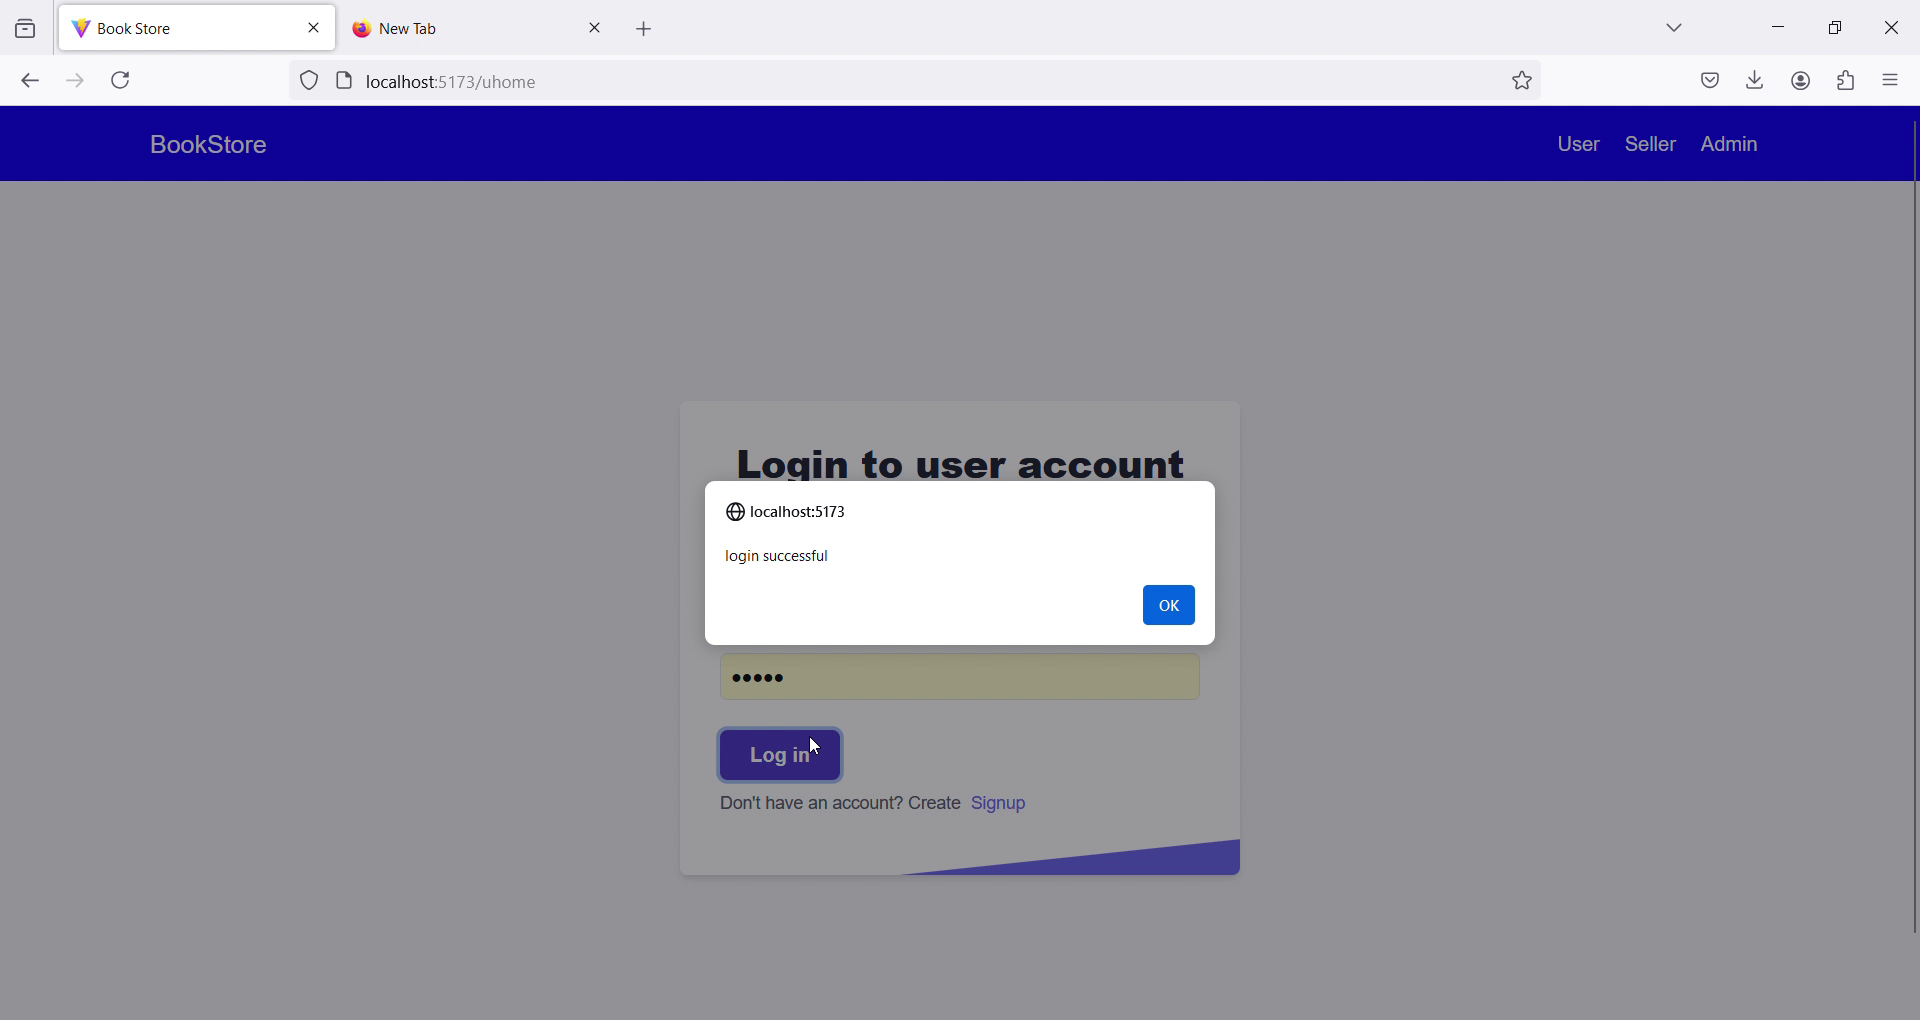 Book Store
New Tab
localhost:5173/uhome
BookStore
User Seller Admin
Login to user account
localhost:5173
login successful
OK
•••••
Log in
Don't have an account? Create Signup